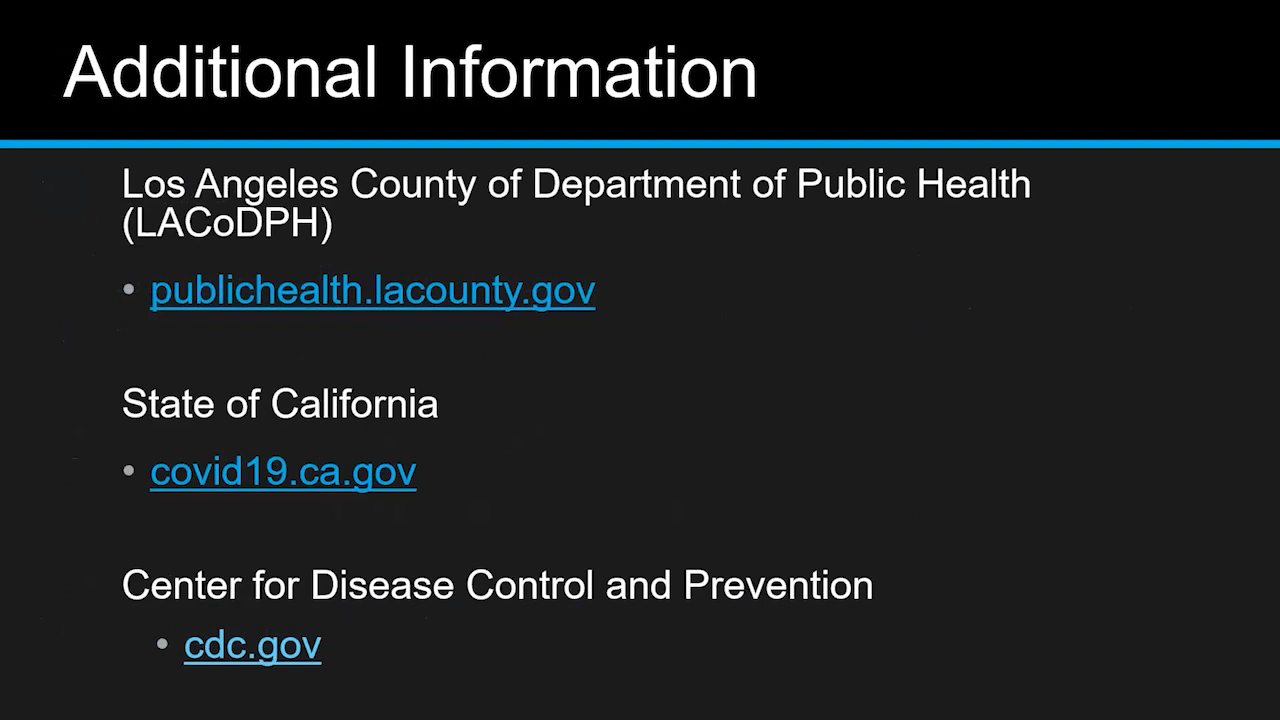 Additional Information
Los Angeles County of Department of Public Health
(LACoDPH)
• publichealth.lacounty.gov
State of California
• covid19.ca.gov
Center for Disease Control and Prevention
• cdc.gov